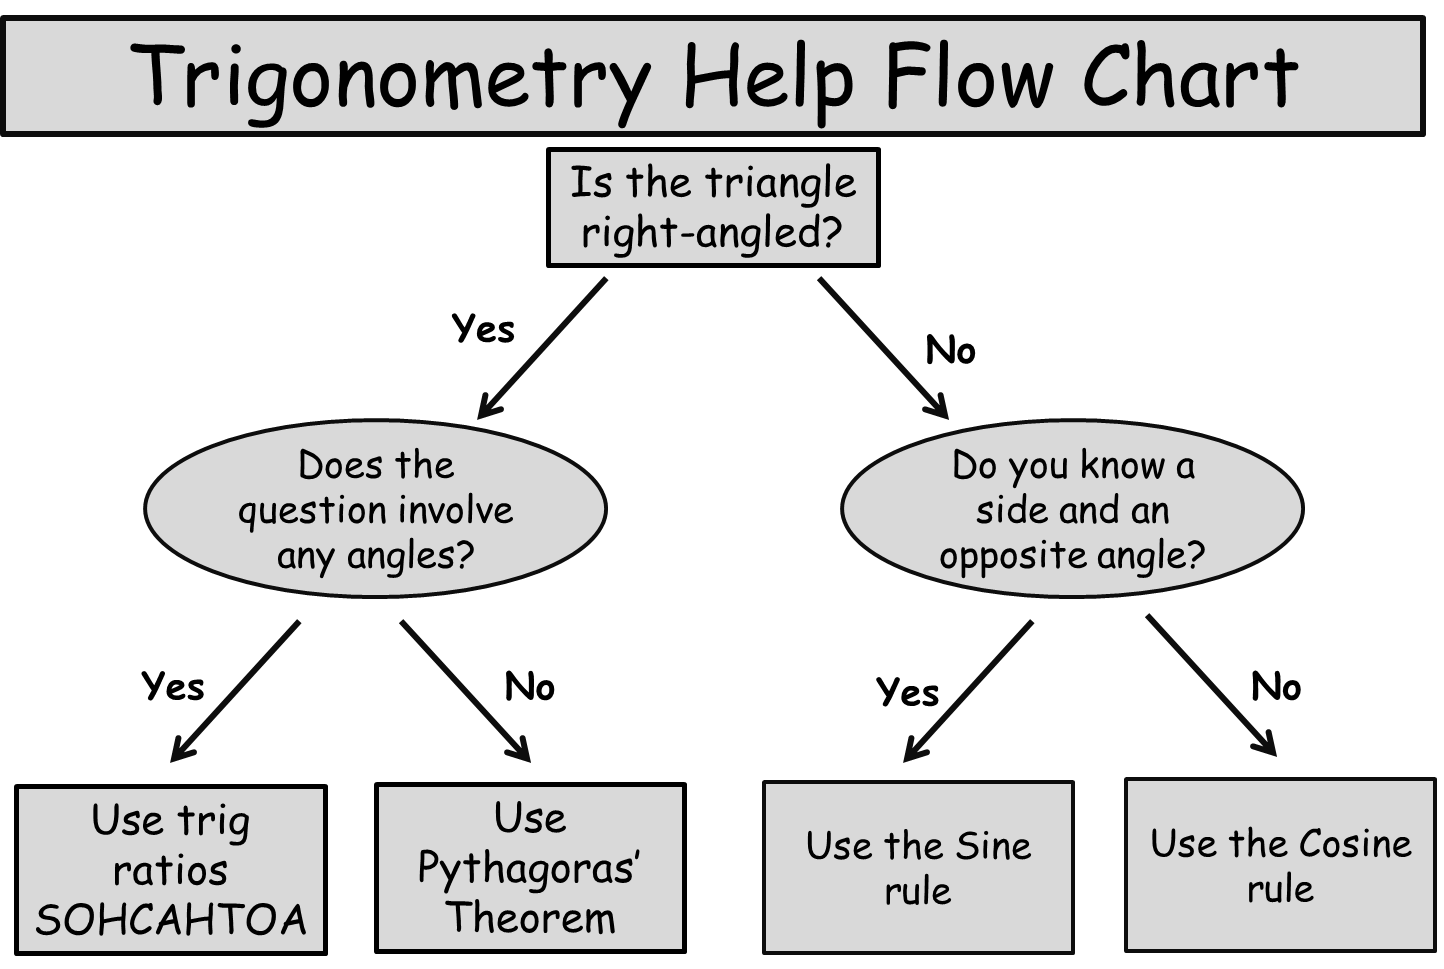 Trigonometry Help Flow Chart
Is the triangle
right-angled?
Yes
No
Does the
question involve
any angles?
Do you know a
side and an
opposite angle?
Yes
No
Yes
No
Use trig
ratios
SOHCAHTOA
Use
Pythagoras’
Theorem
Use the Sine
rule
Use the Cosine
rule